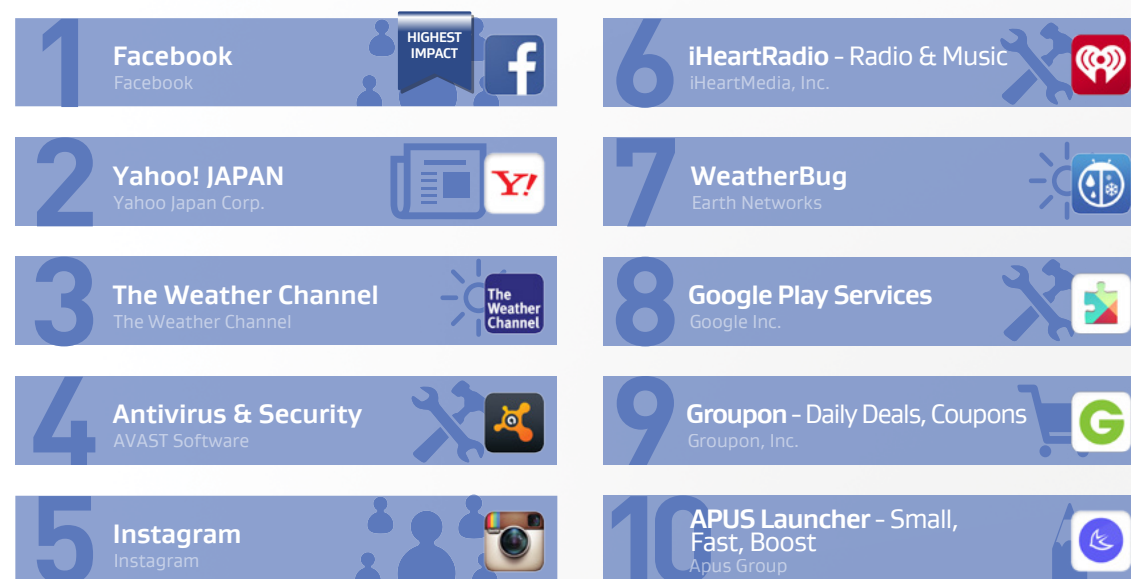 1
Facebook
Facebook
HIGHEST
IMPACT
f
2
Yahoo! JAPAN
Yahoo Japan Corp.
Y!
3
The Weather Channel
The Weather Channel
The
Weather
Channel
4
Antivirus & Security
AVAST Software
a
5
Instagram
Instagram
6
iHeartRadio - Radio & Music
iHeartMedia, Inc.
7
WeatherBug
Earth Networks
8
Google Play Services
Google Inc.
9
Groupon - Daily Deals, Coupons
Groupon, Inc.
G
10
APUS Launcher - Small,
Fast, Boost
Apus Group